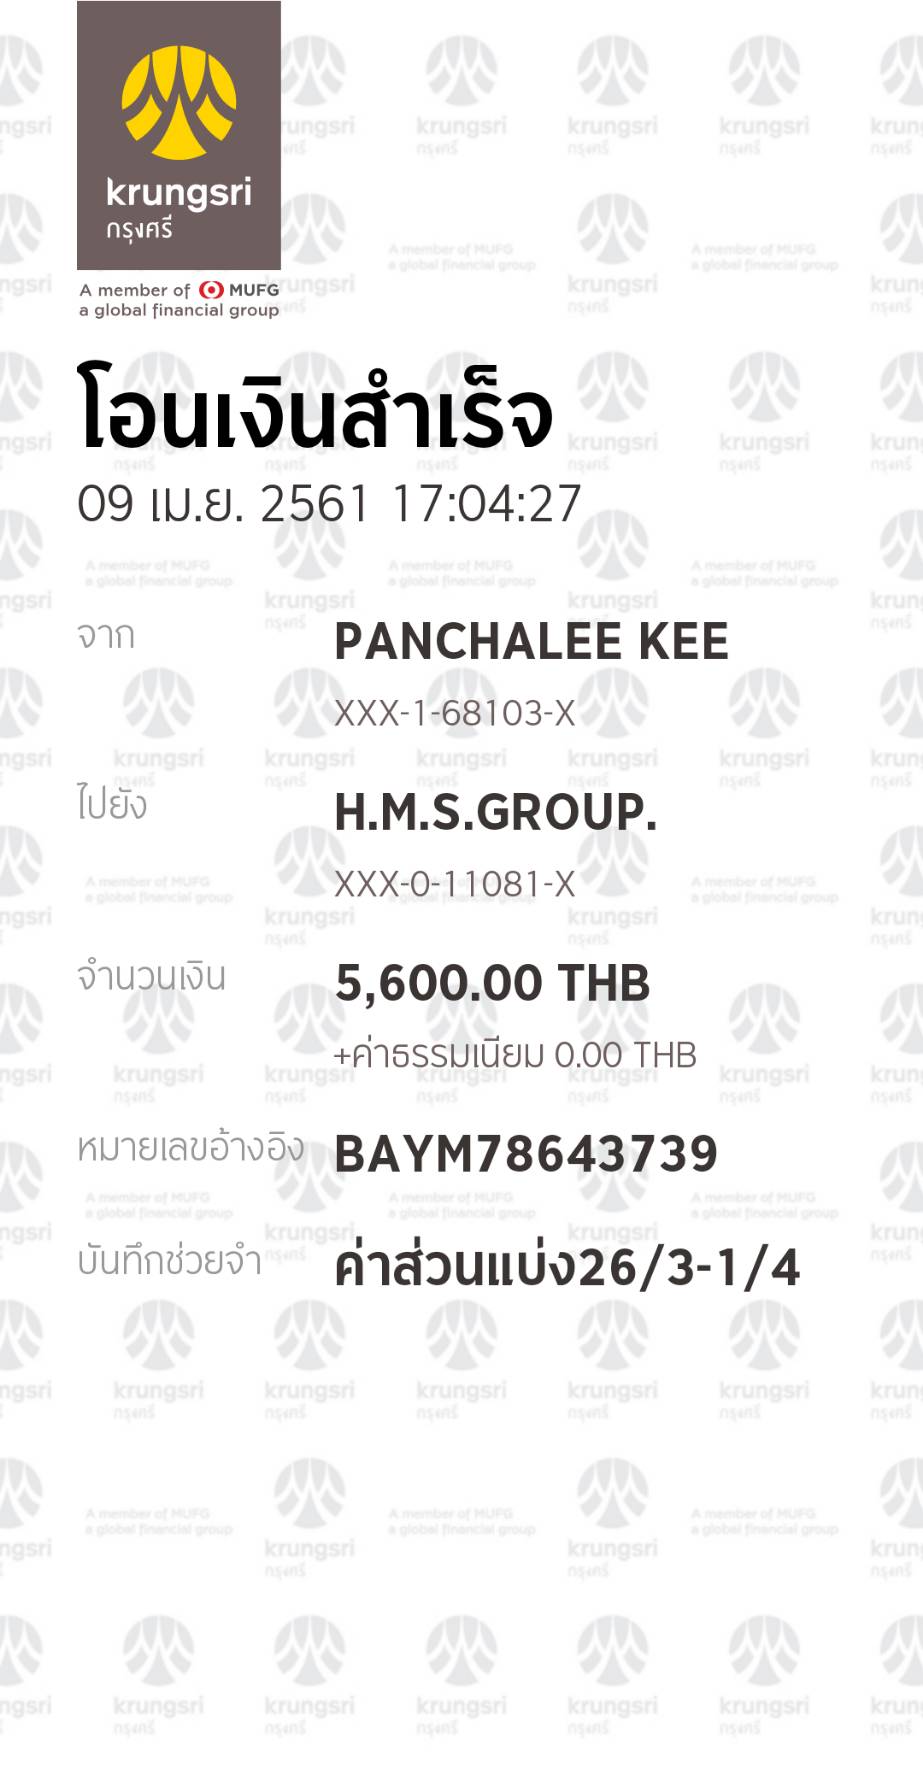 krungsri
กรุงศรี
A member of MUFG
a global financial group
โอนเงินสำเร็จ
09 เม.ย. 2561 17:04:27
จาก PANCHALEE KEE
XXX-1-68103-X
ไปยัง H.M.S.GROUP.
XXX-0-11081-X
จำนวนเงิน 5,600.00 THB
+ค่าธรรมเนียม 0.00 THB
หมายเลขอ้างอิง BAYM78643739
บันทึกช่วยจำ ค่าส่วนแบ่ง26/3-1/4